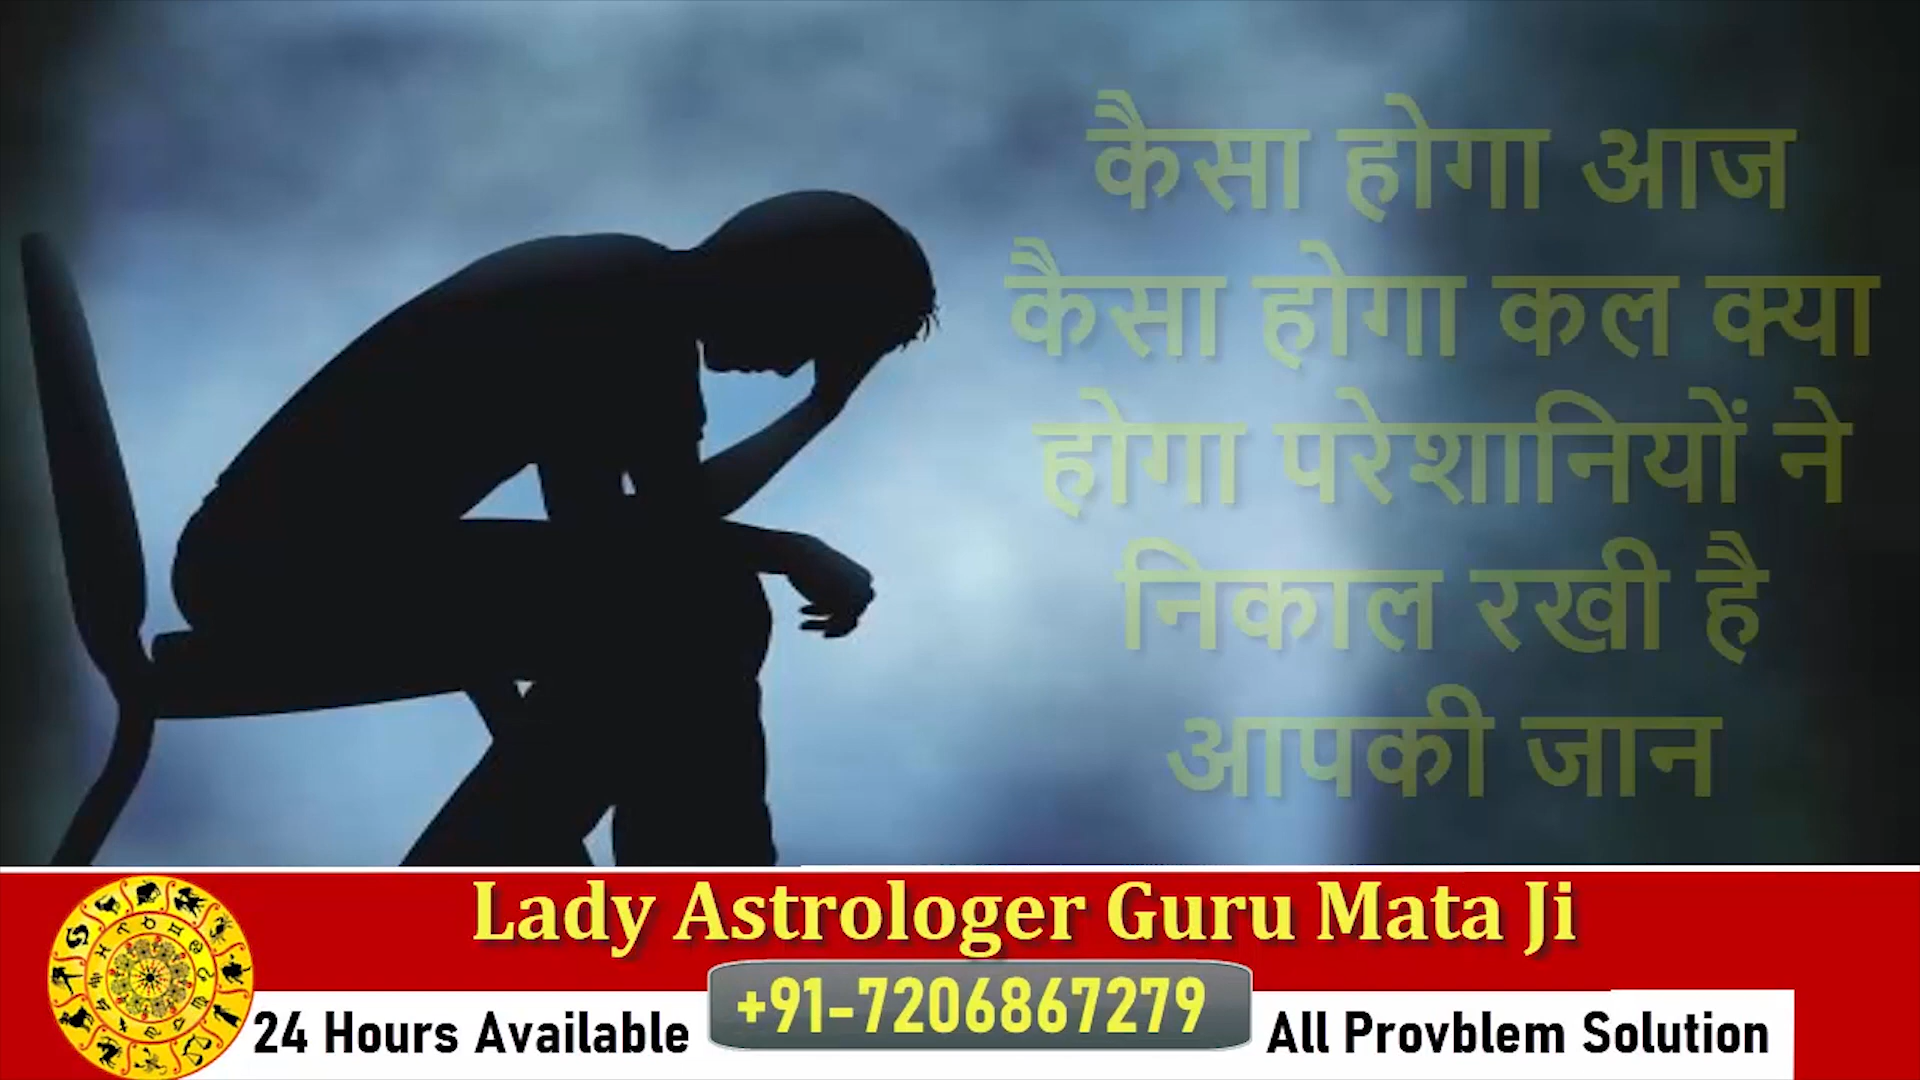 कैसा होगा आज
कैसा होगा कल क्या
होगा परेशानियों ने
निकाल रखी है
आपकी जान
Lady Astrologer Guru Mata Ji
+91-7206867279
24 Hours Available
All Provblem Solution